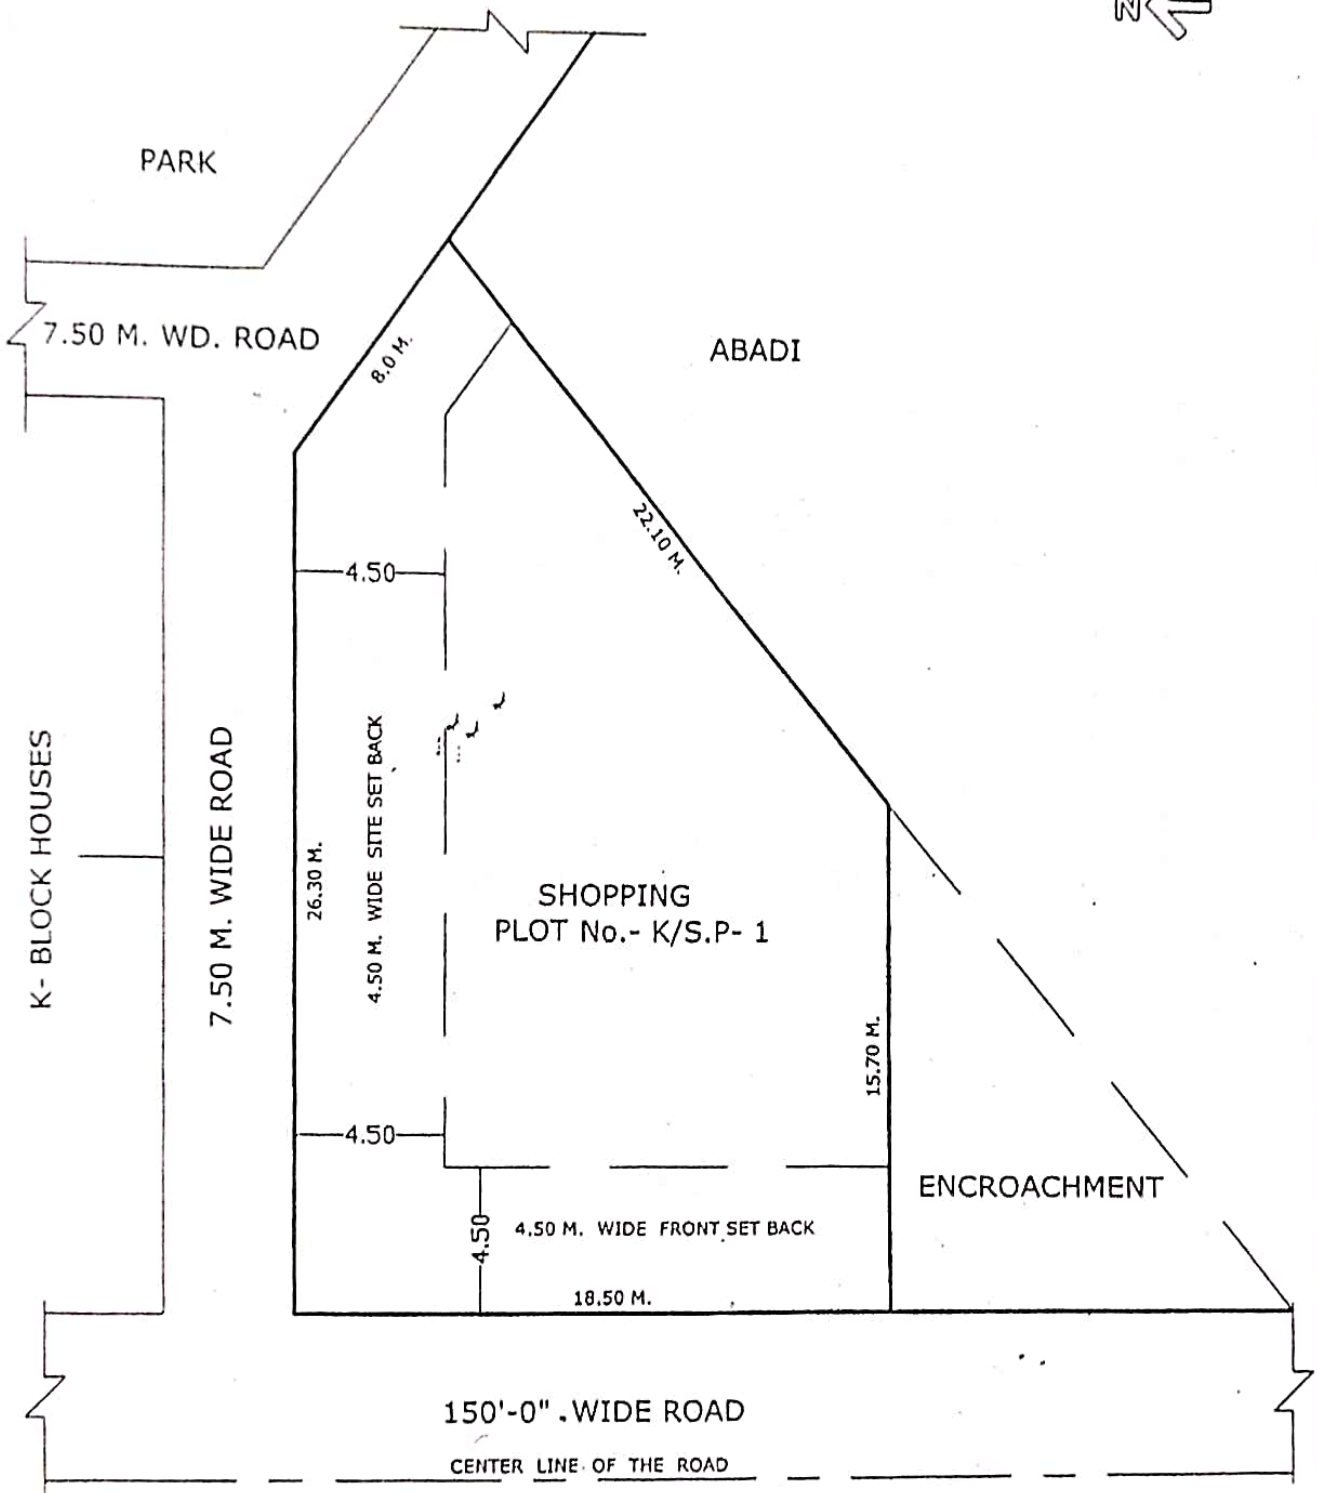 N
PARK
7.50 M. WD. ROAD
8.0 M.
ABADI
22.10 M.
4.50
K- BLOCK HOUSES
7.50 M. WIDE ROAD
26.30 M.
4.50 M. WIDE SITE SET BACK
SHOPPING
PLOT No.- K/S.P- 1
15.70 M.
4.50
ENCROACHMENT
4.50
4.50 M. WIDE FRONT SET BACK
18.50 M.
150'-0" .WIDE ROAD
CENTER LINE OF THE ROAD